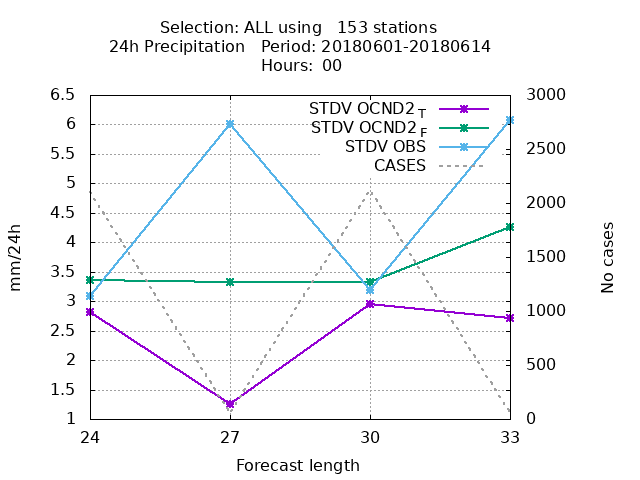 Selection: ALL using   153 stations
24h Precipitation   Period: 20180601-20180614
Hours: 00
STDV OCND2 T
STDV OCND2 F
STDV OBS
CASES
6.5
6
5.5
5
4.5
4
3.5
3
2.5
2
1.5
1
mm/24h
3000
2500
2000
1500
1000
500
0
No cases
24 27 30 33
Forecast length